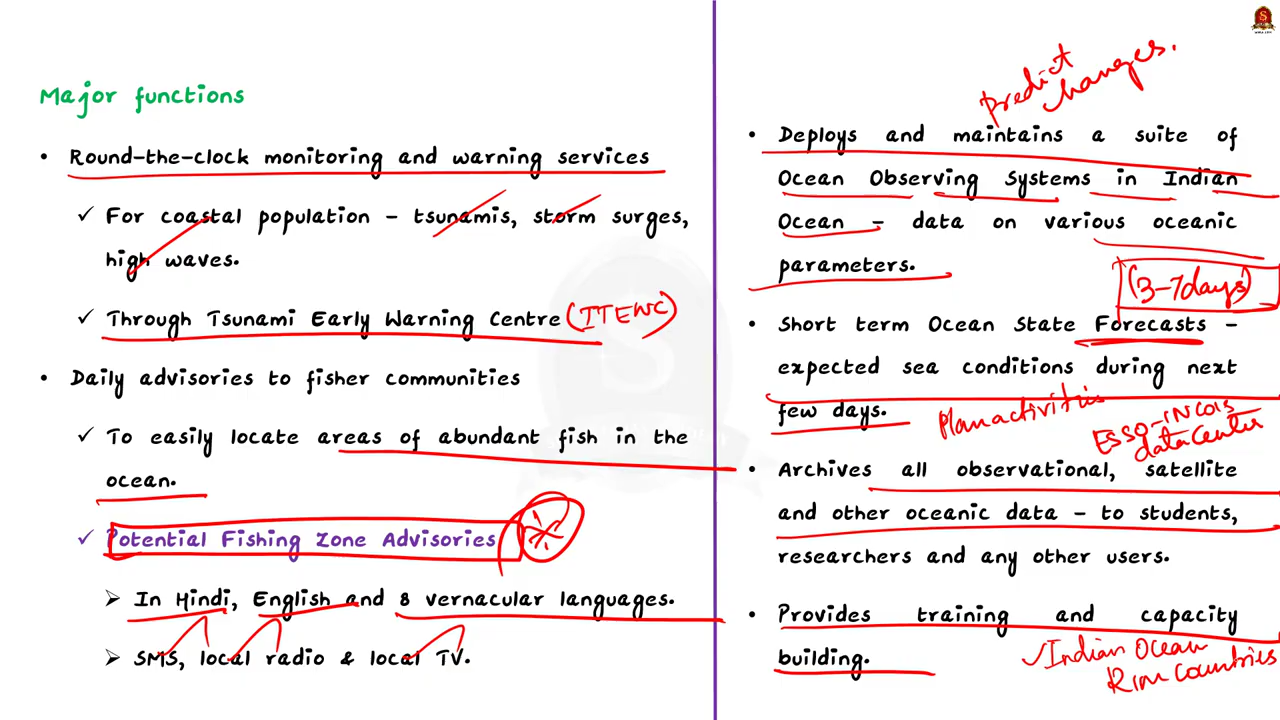 Major functions
• Round-the-clock monitoring and warning services
✓ For coastal population - tsunamis, storm surges,
high waves.
✓ Through Tsunami Early Warning Centre (ITEWC)
• Daily advisories to fisher communities
✓ To easily locate areas of abundant fish in the
ocean.
✓ Potential Fishing Zone Advisories
➤ In Hindi, English and 8 vernacular languages.
➤ SMS, local radio & local TV.
predict
changes.
• Deploys and maintains a suite of
Ocean Observing Systems in Indian
Ocean - data on various oceanic
parameters.
(3-7days)
• Short term Ocean State Forecasts -
expected sea conditions during next
few days.
Plan activities
ESSO-INCOIS
data center
• Archives all observational, satellite
and other oceanic data - to students,
researchers and any other users.
• Provides training and capacity
building.
✓Indian Ocean
Rim Countries